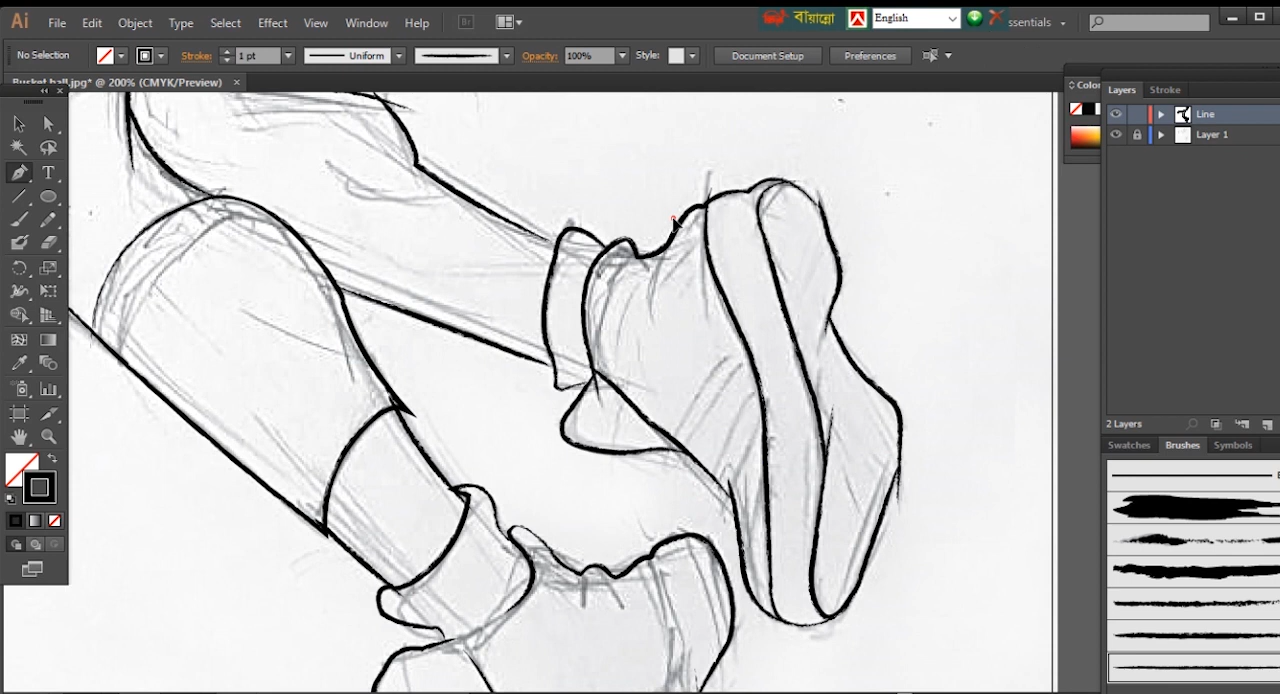 Ai File Edit Object Type Select Effect View Window Help Br বায়ান্নো English ssentials
No Selection Stroke: 1 pt Uniform Opacity: 100% Style: Document Setup Preferences
Busket ball.jpg* @ 200% (CMYK/Preview) ×
Color
Layers Stroke
Line
Layer 1
2 Layers
Swatches Brushes Symbols